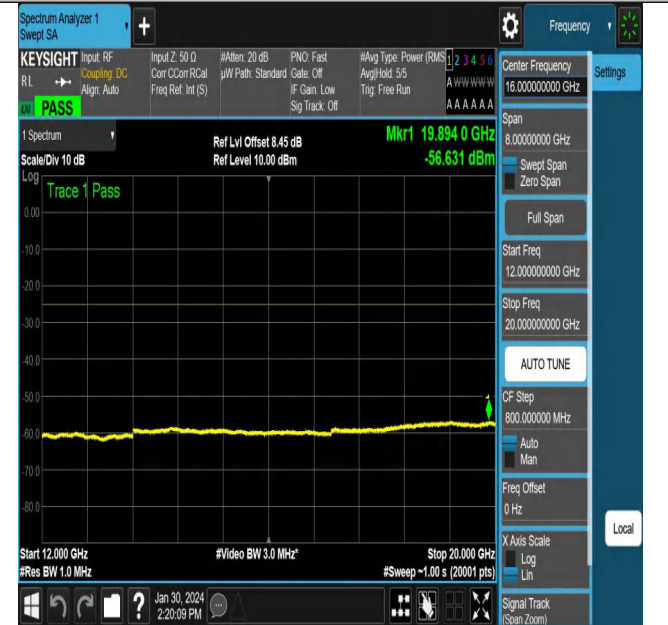 Spectrum Analyzer 1
Swept SA
+
Frequency
KEYSIGHT
RL
LXI
PASS
Input: RF
Coupling: DC
Align: Auto
Input Z: 50 Ω
Corr CCorr RCal
Freq Ref: Int (S)
#Atten: 20 dB
µW Path: Standard
PNO: Fast
Gate: Off
IF Gain: Low
Sig Track: Off
#Avg Type: Power (RMS
Avg|Hold: 5/5
Trig: Free Run
1 2 3 4 5 6
A W W W W W
A A A A A A
Center Frequency
16.000000000 GHz
Settings
Span
8.00000000 GHz
Swept Span
Zero Span
Full Span
Start Freq
12.000000000 GHz
Stop Freq
20.000000000 GHz
AUTO TUNE
CF Step
800.000000 MHz
Auto
Man
Freq Offset
0 Hz
X Axis Scale
Log
Lin
Signal Track
(Span Zoom)
Local
1 Spectrum
Scale/Div 10 dB
Ref Lvl Offset 8.45 dB
Ref Level 10.00 dBm
Mkr1 19.894 0 GHz
-56.631 dBm
Log
Trace 1 Pass
0.00
-10.0
-20.0
-30.0
-40.0
-50.0
-60.0
-70.0
-80.0
Start 12.000 GHz
#Res BW 1.0 MHz
#Video BW 3.0 MHz*
Stop 20.000 GHz
#Sweep ~1.00 s (20001 pts)
?
Jan 30, 2024
2:20:09 PM